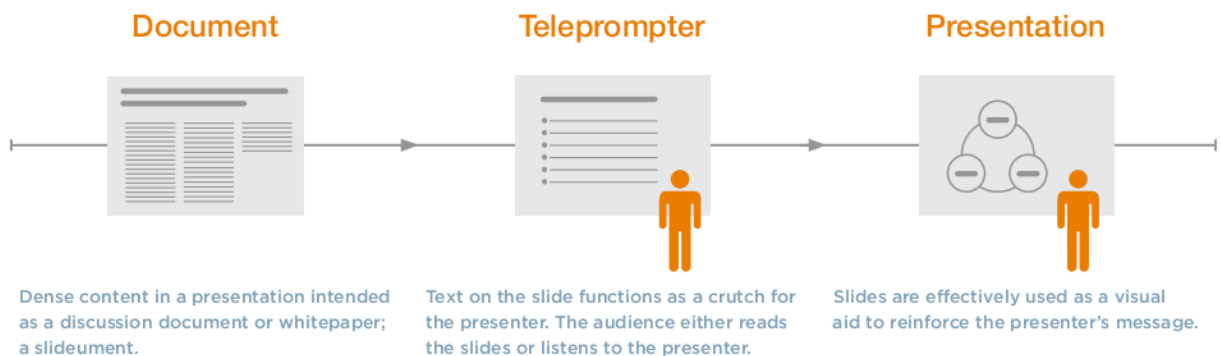 Document
Dense content in a presentation intended
as a discussion document or whitepaper;
a slideument.
Teleprompter
Text on the slide functions as a crutch for
the presenter. The audience either reads
the slides or listens to the presenter.
Presentation
Slides are effectively used as a visual
aid to reinforce the presenter’s message.